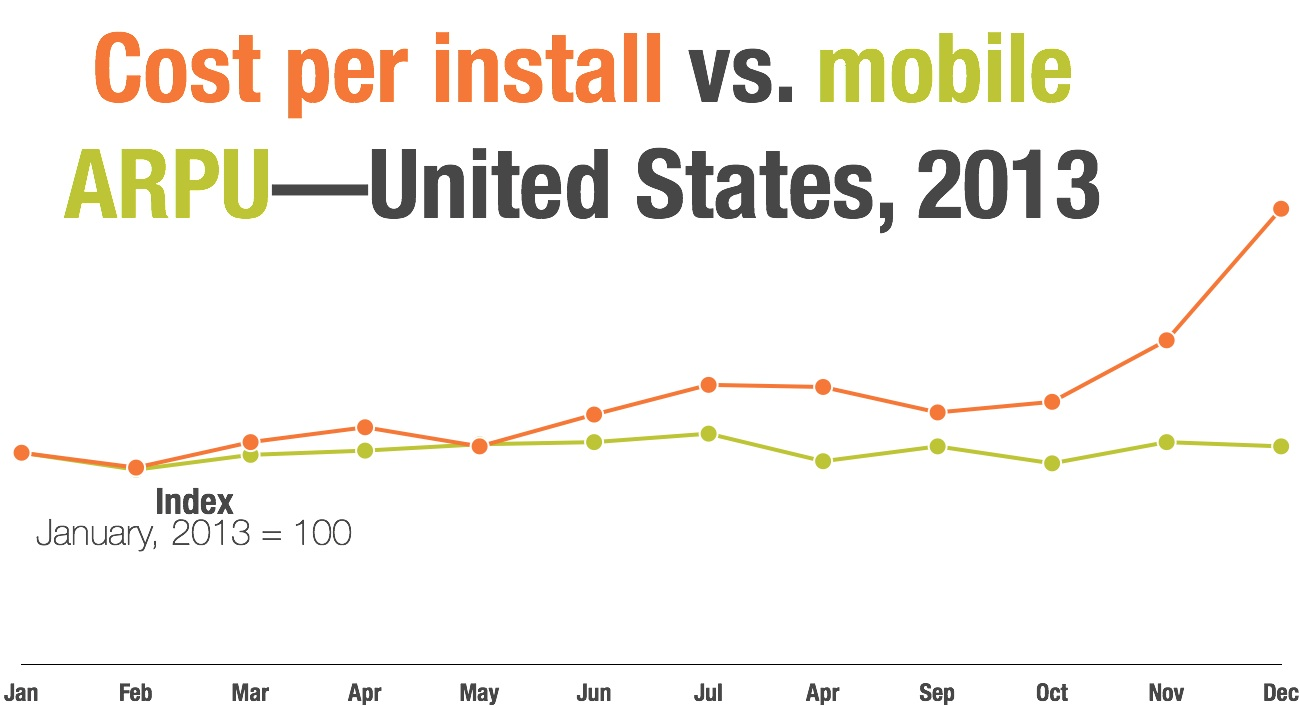 Cost per install vs. mobile
ARPU—United States, 2013
Index
January, 2013 = 100
Jan Feb Mar Apr May Jun Jul Apr Sep Oct Nov Dec